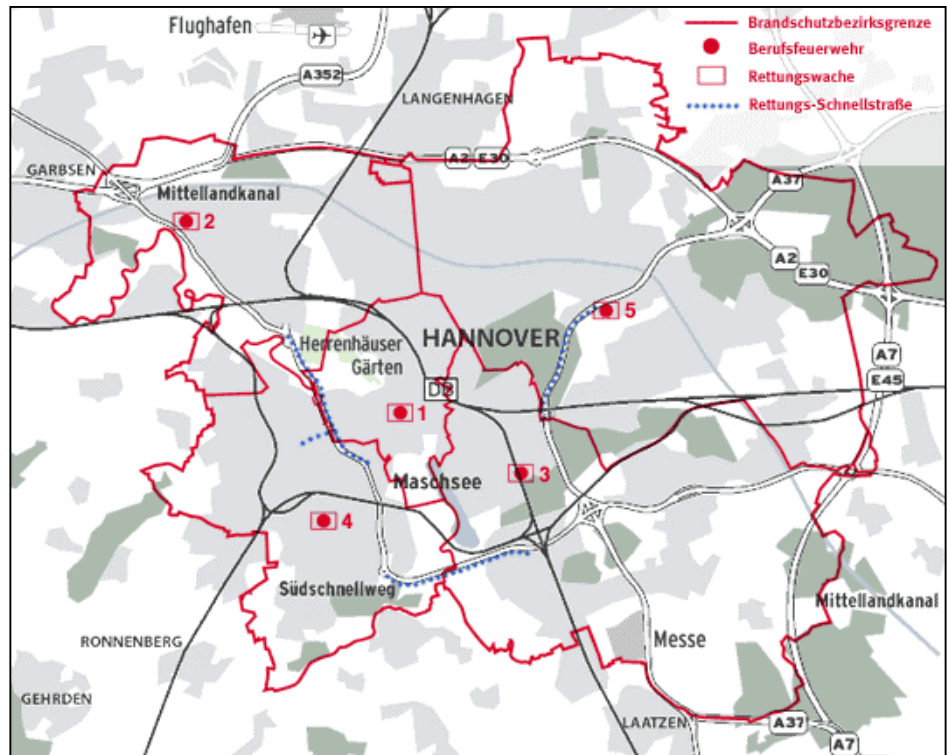 Flughafen
Brandschutzbezirksgrenze
Berufsfeuerwehr
Rettungswache
Rettungs-Schnellstraße
A352
LANGENHAGEN
A2 E30
GARBSEN
A37
Mittellandkanal
2
A2
E30
5
HANNOVER
Herrenhäuser
Gärten
A7
E45
DB
1
3
Maschsee
4
Südschnellweg
Mittellandkanal
RONNENBERG
Messe
GEHRDEN
LAATZEN
A37
A7